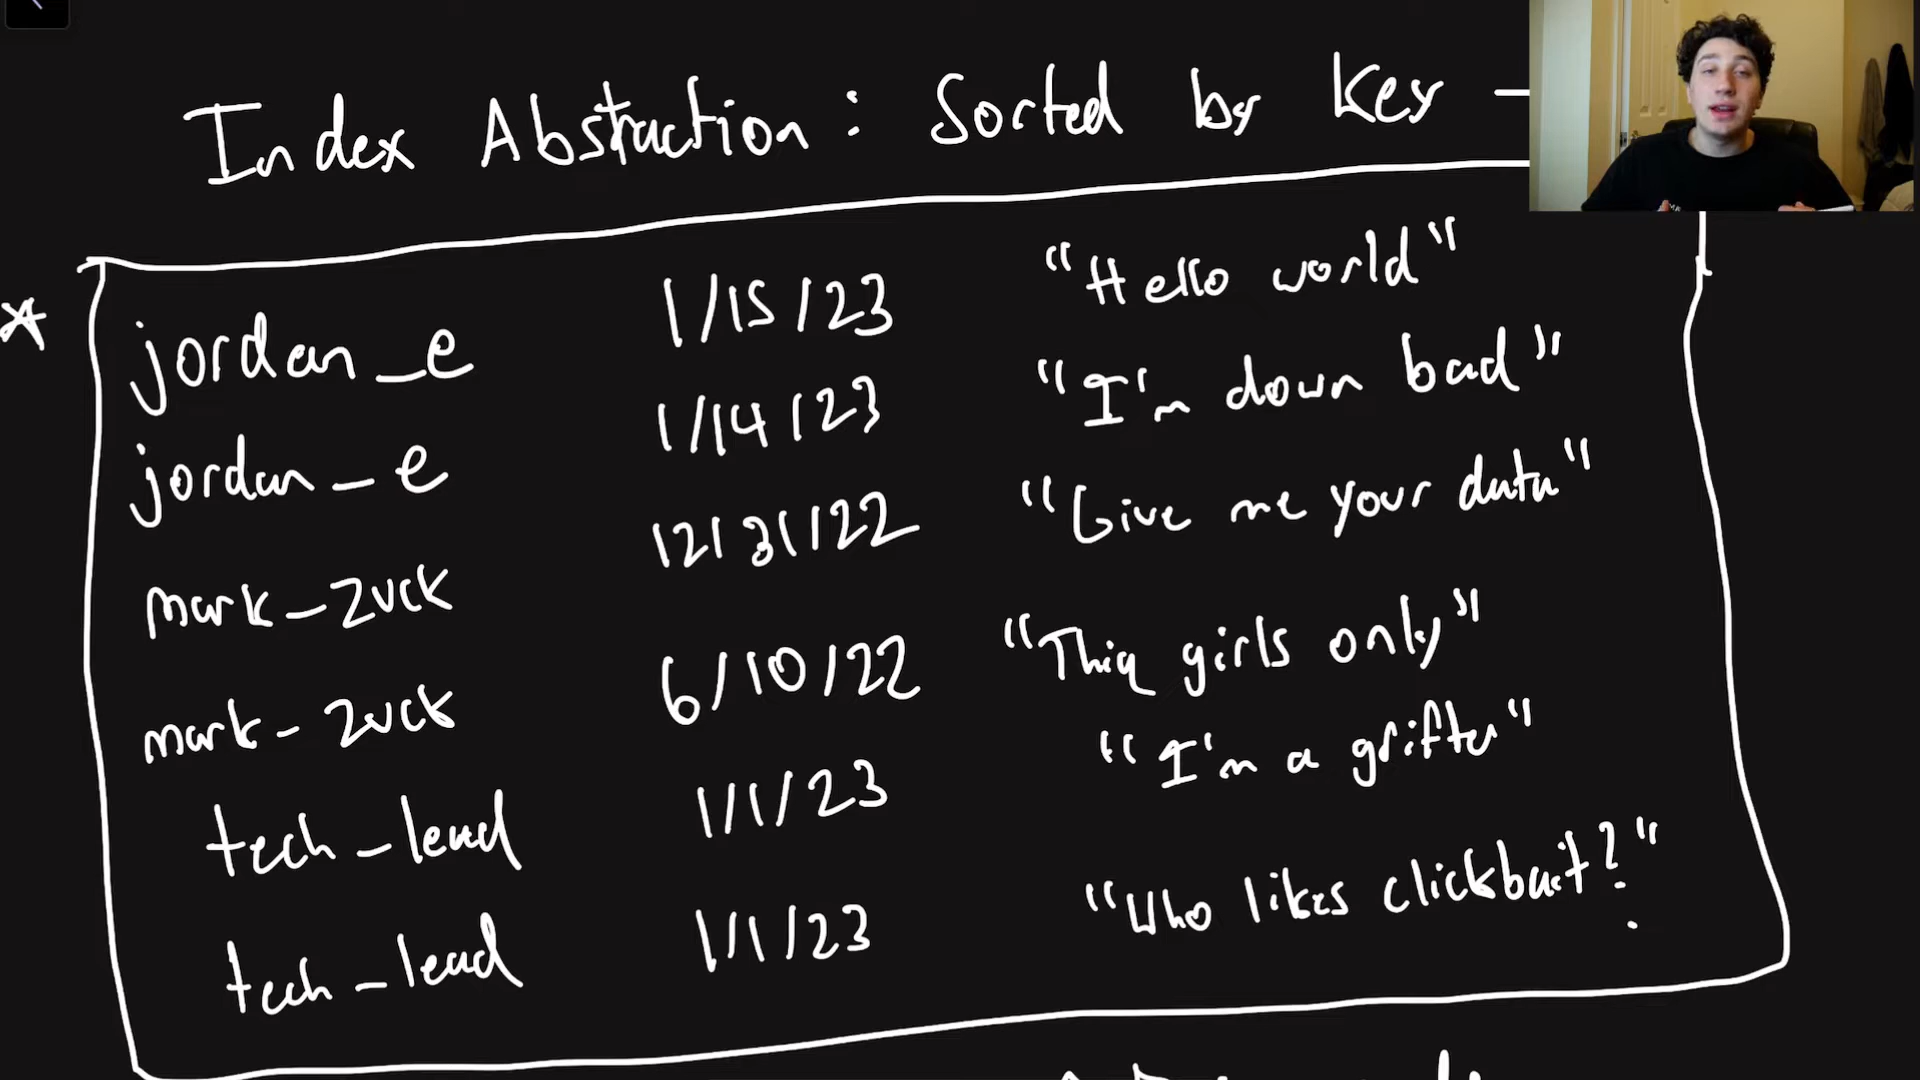 Index Abstraction: Sorted by Key -
jordan_e 1/15/23 "Hello world"
jordan_e 1/14/23 "I'm down bad"
mark_zuck 12/31/22 "Give me your data"
mark_zuck 6/10/22 "Thiq girls only"
tech_lead 1/1/23 "I'm a grifter"
tech_lead 1/1/23 "Who likes clickbait?"